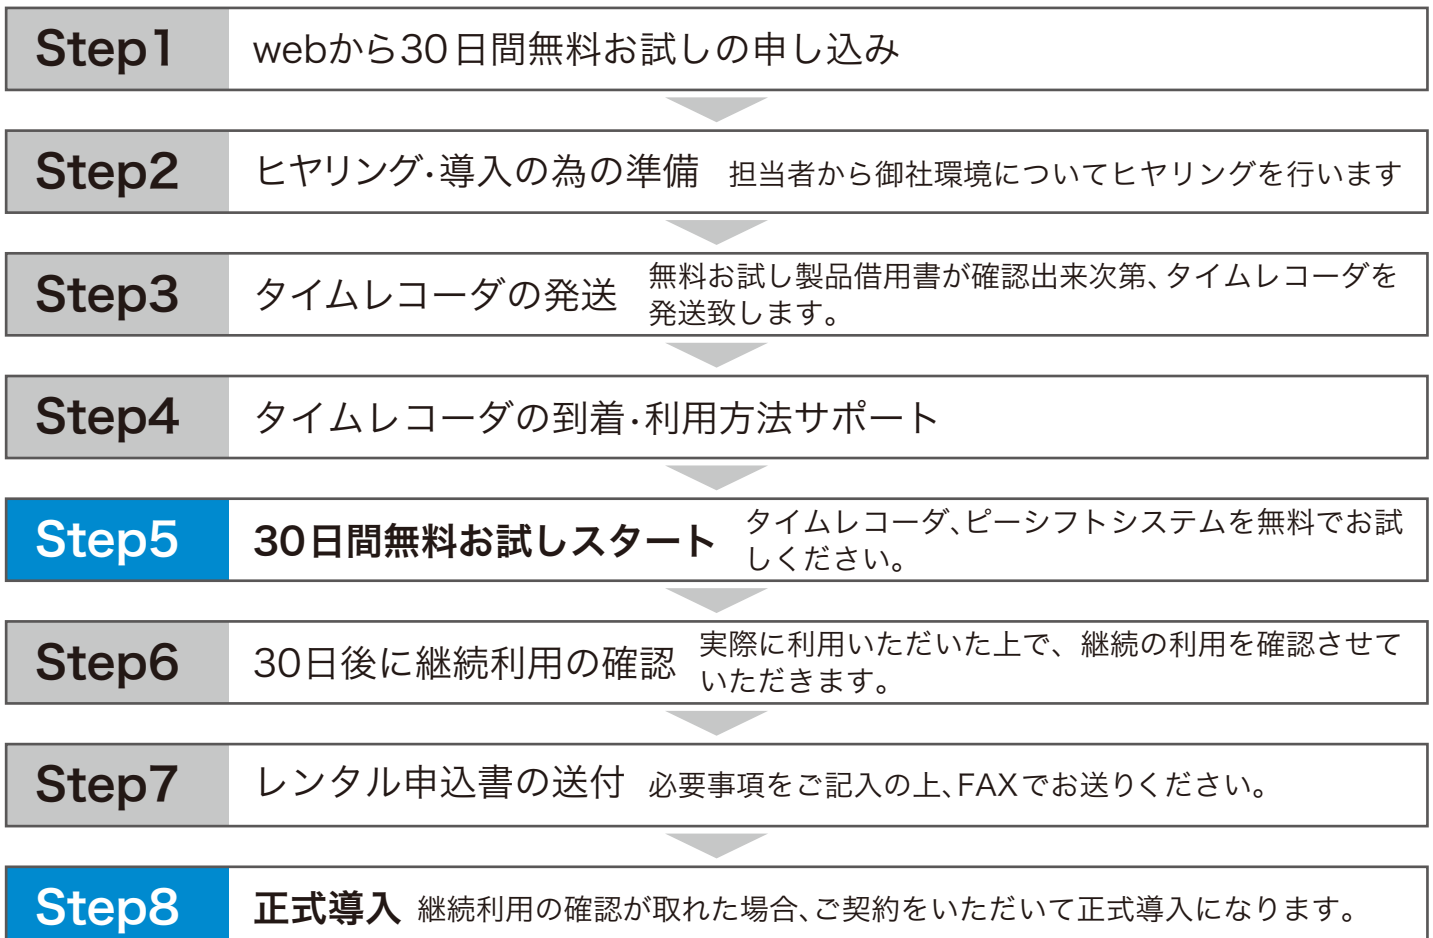 Step1 webから30日間無料お試しの申し込み
Step2 ヒヤリング・導入の為の準備 担当者から御社環境についてヒヤリングを行います
Step3 タイムレコーダの発送 無料お試し製品借用書が確認出来次第、タイムレコーダを
発送致します。
Step4 タイムレコーダの到着・利用方法サポート
Step5 30日間無料お試しスタート タイムレコーダ、ピーシフトシステムを無料でお試
しください。
Step6 30日後に継続利用の確認 実際に利用いただいた上で、継続の利用を確認させて
いただきます。
Step7 レンタル申込書の送付 必要事項をご記入の上、FAXでお送りください。
Step8 正式導入 継続利用の確認が取れた場合、ご契約をいただいて正式導入になります。